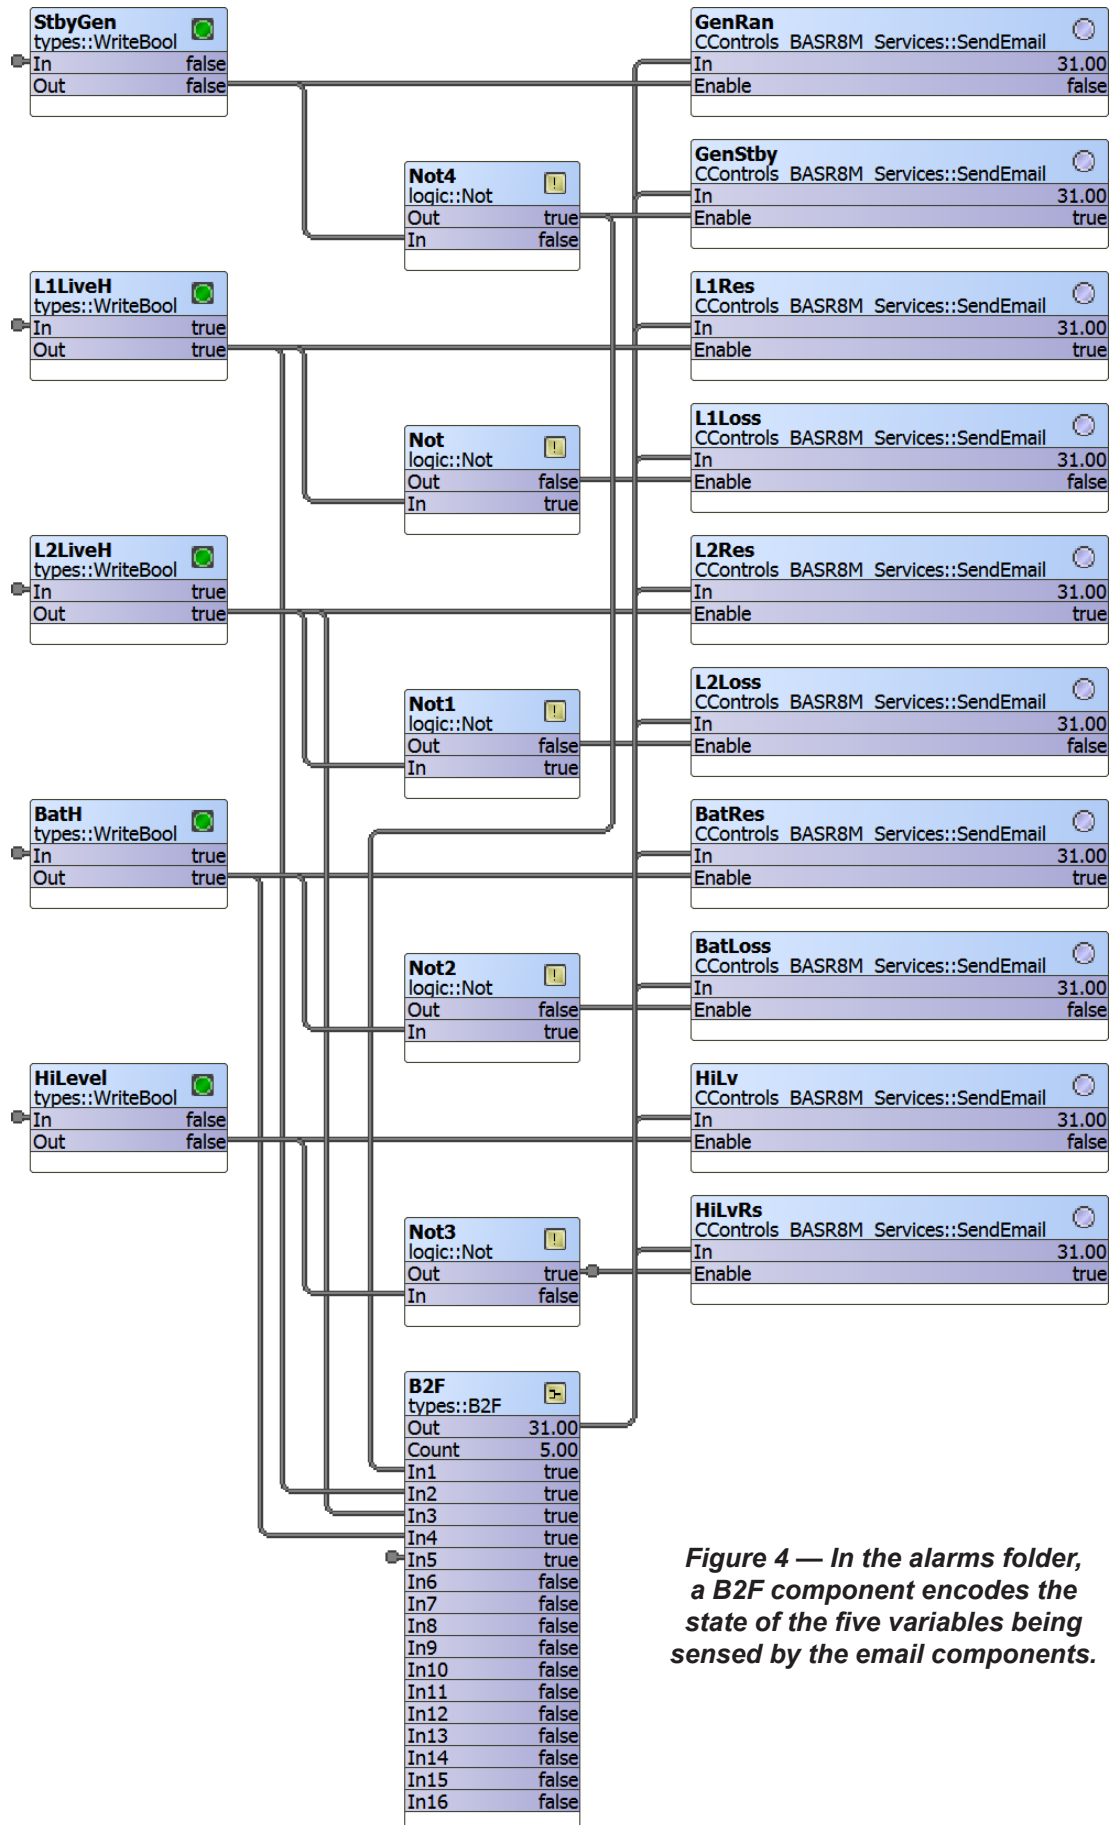 StbyGen
types::WriteBool
In false
Out false
GenRan
CControls_BASR8M_Services::SendEmail
In 31.00
Enable false
Not4
logic::Not
Out true
In false
GenStby
CControls_BASR8M_Services::SendEmail
In 31.00
Enable true
L1LiveH
types::WriteBool
In true
Out true
L1Res
CControls_BASR8M_Services::SendEmail
In 31.00
Enable true
Not
logic::Not
Out false
In true
L1Loss
CControls_BASR8M_Services::SendEmail
In 31.00
Enable false
L2LiveH
types::WriteBool
In true
Out true
L2Res
CControls_BASR8M_Services::SendEmail
In 31.00
Enable true
Not1
logic::Not
Out false
In true
L2Loss
CControls_BASR8M_Services::SendEmail
In 31.00
Enable false
BatH
types::WriteBool
In true
Out true
BatRes
CControls_BASR8M_Services::SendEmail
In 31.00
Enable true
Not2
logic::Not
Out false
In true
BatLoss
CControls_BASR8M_Services::SendEmail
In 31.00
Enable false
HiLevel
types::WriteBool
In false
Out false
HiLv
CControls_BASR8M_Services::SendEmail
In 31.00
Enable false
Not3
logic::Not
Out true
In false
HiLvRs
CControls_BASR8M_Services::SendEmail
In 31.00
Enable true
B2F
types::B2F
Out 31.00
Count 5.00
In1 true
In2 true
In3 true
In4 true
In5 true
In6 false
In7 false
In8 false
In9 false
In10 false
In11 false
In12 false
In13 false
In14 false
In15 false
In16 false
Figure 4 — In the alarms folder,
a B2F component encodes the
state of the five variables being
sensed by the email components.